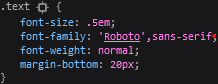 .text {
font-size: .5em;
font-family: 'Roboto',sans-serif;
font-weight: normal;
margin-bottom: 20px;
}